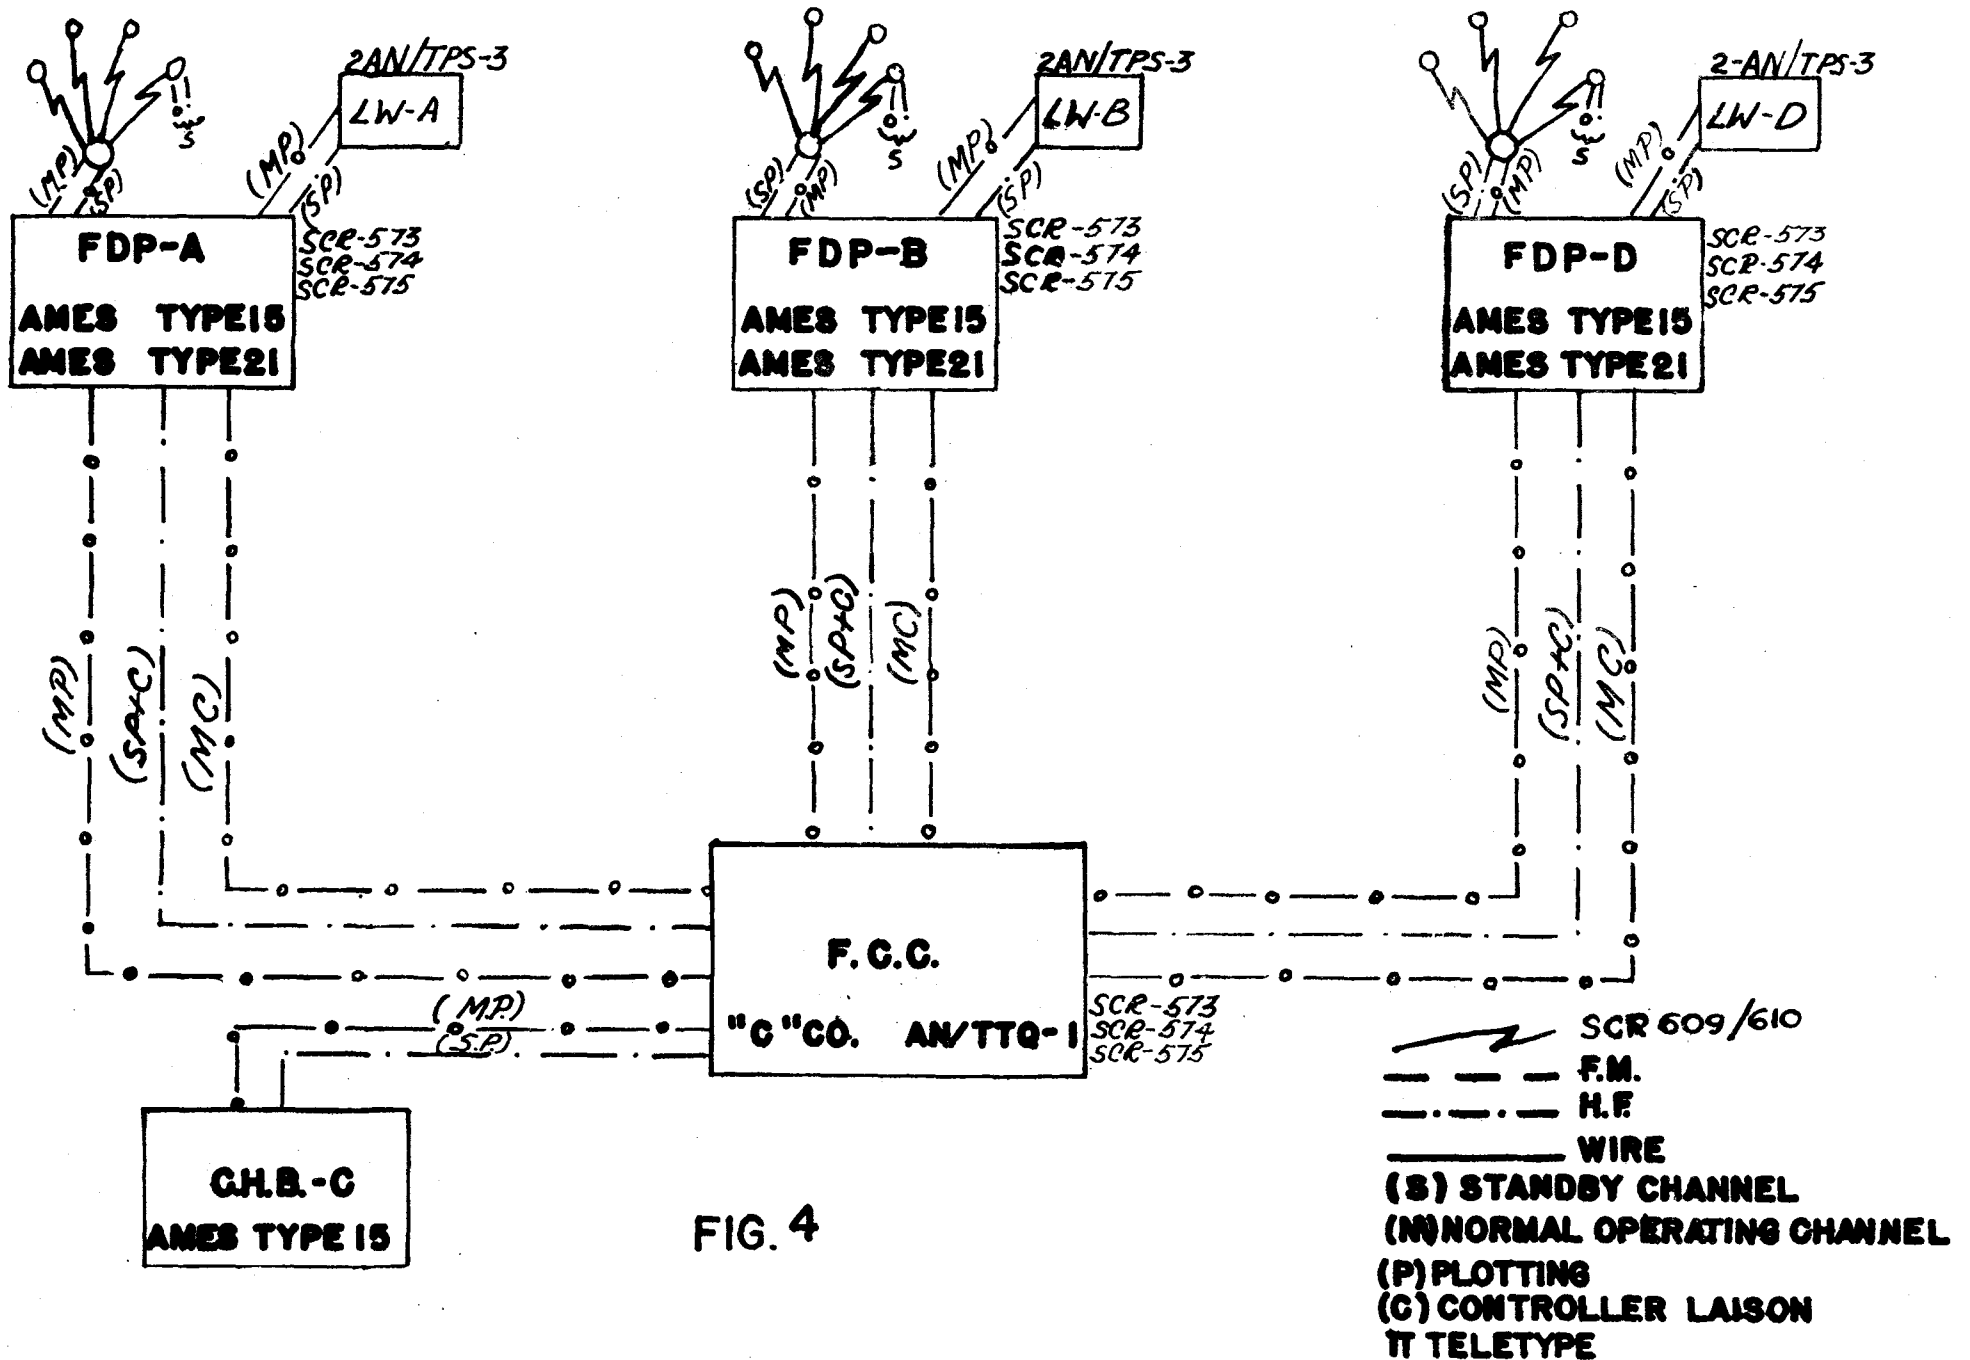 2AN/TPS-3
LW-A
(MP)
(SP)
(MP)
(SP)
S
FDP-A
AMES TYPE 15
AMES TYPE 21
SCR-573
SCR-574
SCR-575
2AN/TPS-3
LW-B
(SP)
(MP)
(MP)
(SP)
S
FDP-B
AMES TYPE 15
AMES TYPE 21
SCR-573
SCR-574
SCR-575
2-AN/TPS-3
LW-D
(SP)
(MP)
(MP)
(SP)
S
FDP-D
AMES TYPE 15
AMES TYPE 21
SCR-573
SCR-574
SCR-575
(MP)
(SP+C)
(MC)
(MP)
(SP+C)
(MC)
(MP)
(SP+C)
(MC)
F.C.C.
"C" CO. AN/TTQ-1
SCR-573
SCR-574
SCR-575
(M.P.)
(S.P.)
G.H.B.-C
AMES TYPE 15
FIG. 4
SCR 609/610
F.M.
H.F.
WIRE
(S) STANDBY CHANNEL
(M) NORMAL OPERATING CHANNEL
(P) PLOTTING
(C) CONTROLLER LAISON
TT TELETYPE